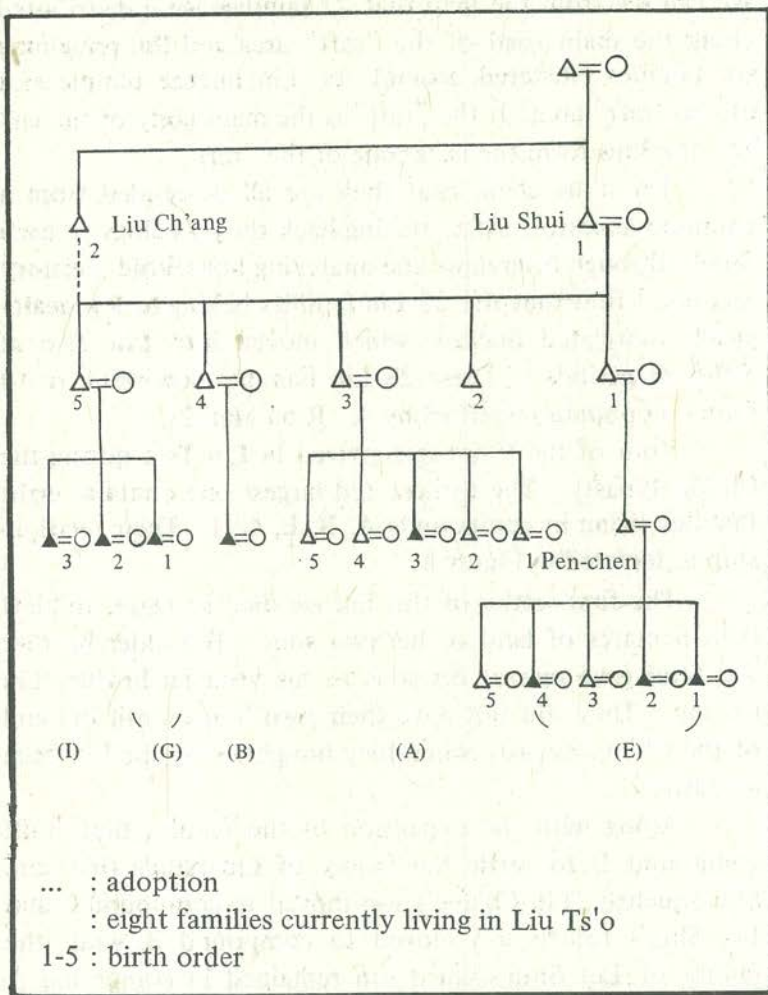 Liu Ch'ang Liu Shui
2 1
5 4 3 2 1
3 2 1 1 5 4 3 2 1 Pen-chen
5 4 3 2 1
(I) (G) (B) (A) (E)
... : adoption
: eight families currently living in Liu Ts'o
1-5 : birth order